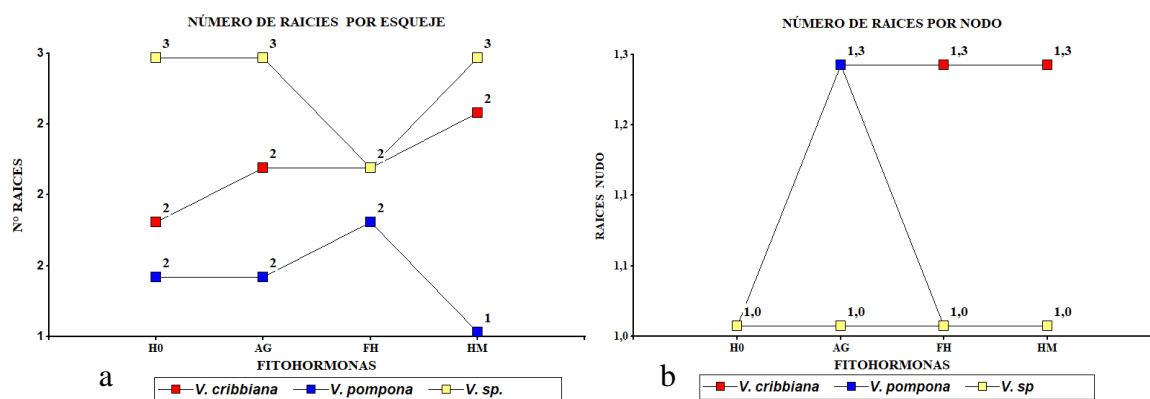 NÚMERO DE RAICIES POR ESQUEJE
3
2
2
2
1
N° RAICES
3
3
3
2
2
2
2
2
2
2
1
H0 AG FH HM
FITOHORMONAS
a
V. cribbiana V. pompona V. sp.
NÚMERO DE RAICES POR NODO
1,3
1,2
1,1
1,1
1,0
RAICES NUDO
1,3
1,3
1,3
1,0
1,0
1,0
1,0
H0 AG FH HM
FITOHORMONAS
b
V. cribbiana V. pompona V. sp